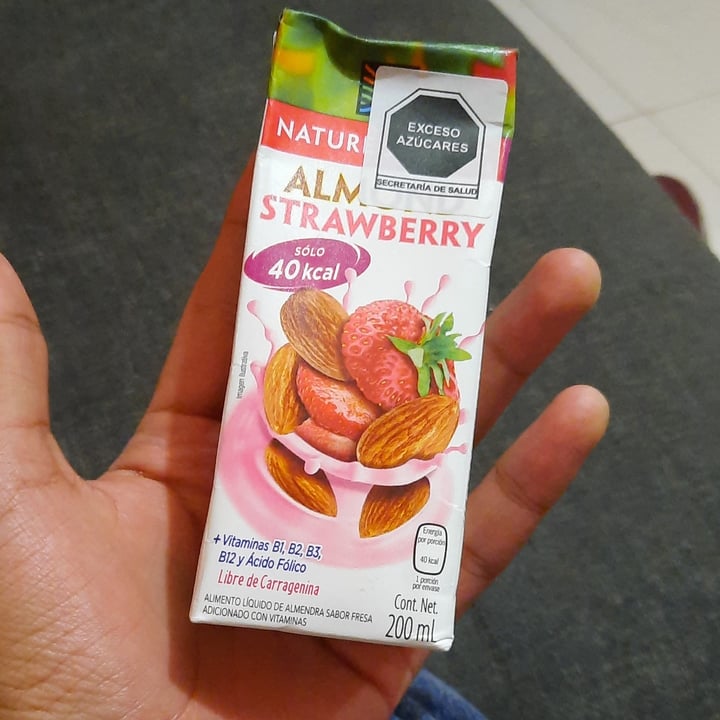 EXCESO
AZÚCARES
SECRETARÍA DE SALUD
STRAWBERRY
SÓLO
40 kcal
Imagen Ilustrativa
+ Vitaminas B1, B2, B3,
B12 y Ácido Fólico
Libre de Carragenina
ALIMENTO LÍQUIDO DE ALMENDRA SABOR FRESA
ADICIONADO CON VITAMINAS
Energía
por porción
40 kcal
1 porción
por envase
Cont. Net.
200 mL